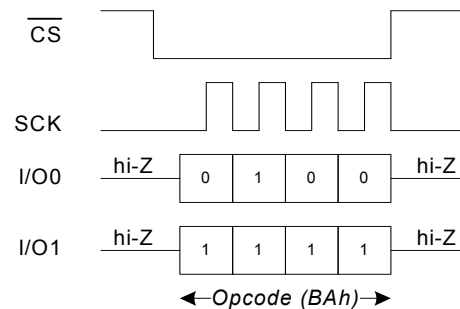 CS
SCK
I/O0 hi-Z 0 1 0 0 hi-Z
I/O1 hi-Z 1 1 1 1 hi-Z
Opcode (BAh)